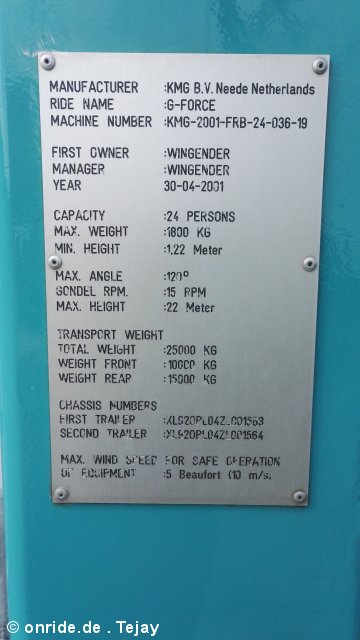 MANUFACTURER :KMG B.V. Neede Netherlands
RIDE NAME :G-FORCE
MACHINE NUMBER :KMG-2001-FRB-24-036-19
FIRST OWNER :WINGENDER
MANAGER :WINGENDER
YEAR 30-04-2001
CAPACITY :24 PERSONS
MAX. WEIGHT :1800 KG
MIN. HEIGHT :1,22 Meter
MAX. ANGLE :120°
GONDEL RPM. :15 RPM
MAX. HEIGHT :22 Meter
TRANSPORT WEIGHT
TOTAL WEIGHT :25000 KG
WEIGHT FRONT :10000 KG
WEIGHT REAR :15000 KG
CHASSIS NUMBERS
FIRST TRAILER :XL920PL04ZL001563
SECOND TRAILER :XL920PL04ZL001564
MAX. WIND SPEED FOR SAFE OPERATION
OF EQUIPMENT :5 Beaufort (10 m/s)
© onride.de . Tejay